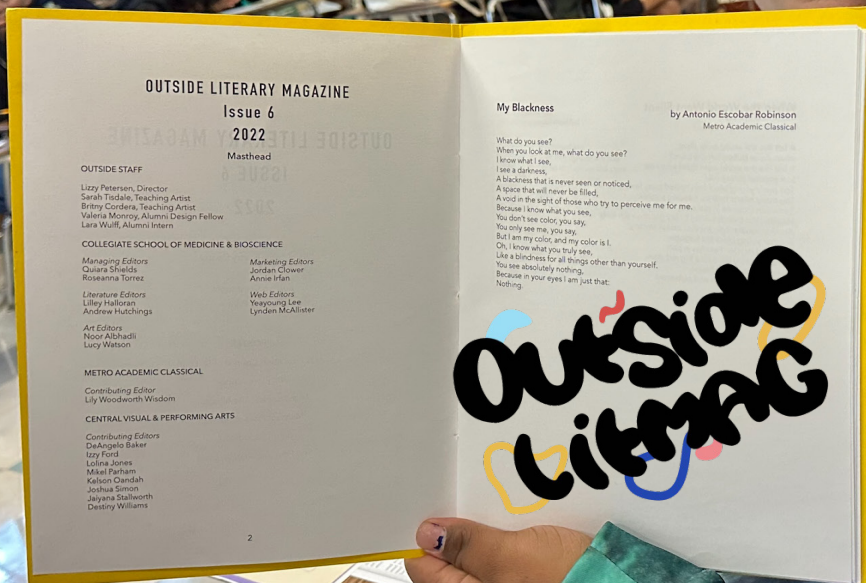 OUTSIDE LITERARY MAGAZINE
Issue 6
2022
Masthead
OUTSIDE STAFF
Lizzy Petersen, Director
Sarah Tisdale, Teaching Artist
Britny Cordera, Teaching Artist
Valeria Monroy, Alumni Design Fellow
Lara Wulff, Alumni Intern
COLLEGIATE SCHOOL OF MEDICINE & BIOSCIENCE
Managing Editors
Quiara Shields
Roseanna Torrez
Literature Editors
Lilley Halloran
Andrew Hutchings
Art Editors
Noor Albhadli
Lucy Watson
Marketing Editors
Jordan Clower
Annie Irfan
Web Editors
Yeayoung Lee
Lynden McAllister
METRO ACADEMIC CLASSICAL
Contributing Editor
Lily Woodworth Wisdom
CENTRAL VISUAL & PERFORMING ARTS
Contributing Editors
DeAngelo Baker
Izzy Ford
Lolina Jones
Mikel Parham
Kelson Oandah
Joshua Simon
Jaiyana Stallworth
Destiny Williams
2
My Blackness
by Antonio Escobar Robinson
Metro Academic Classical
What do you see?
When you look at me, what do you see?
I know what I see,
I see a darkness,
A blackness that is never seen or noticed,
A space that will never be filled,
A void in the sight of those who try to perceive me for me.
Because I know what you see,
You don't see color, you say,
You only see me, you say,
But I am my color, and my color is I.
Oh, I know what you truly see,
Like a blindness for all things other than yourself,
You see absolutely nothing,
Because in your eyes I am just that:
Nothing.
OutSide
LitMAG